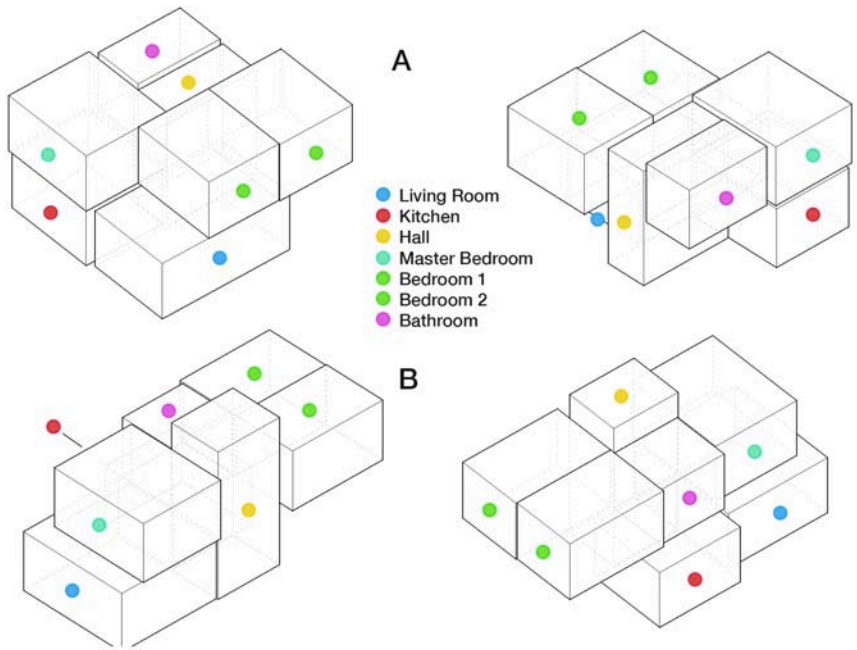 A
Living Room
Kitchen
Hall
Master Bedroom
Bedroom 1
Bedroom 2
Bathroom
B